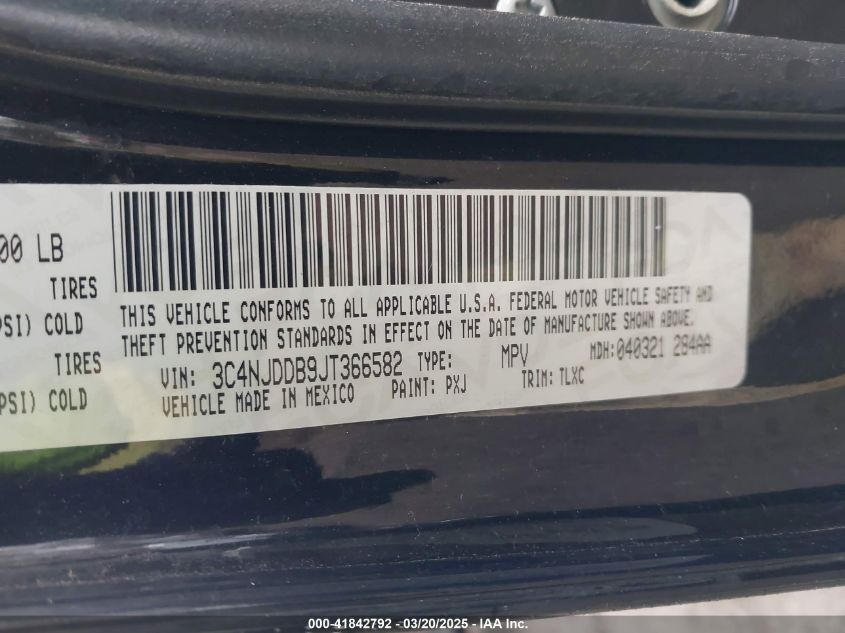 00 LB
TIRES
PSI) COLD
TIRES
PSI) COLD
THIS VEHICLE CONFORMS TO ALL APPLICABLE U.S.A. FEDERAL MOTOR VEHICLE SAFETY AND
THEFT PREVENTION STANDARDS IN EFFECT ON THE DATE OF MANUFACTURE SHOWN ABOVE.
VIN: 3C4NJDDB9JT366582 TYPE: MPV MDH:040321 284AA
VEHICLE MADE IN MEXICO PAINT: PXJ TRIM: TLXC
000-41842792 - 03/20/2025 - IAA Inc.